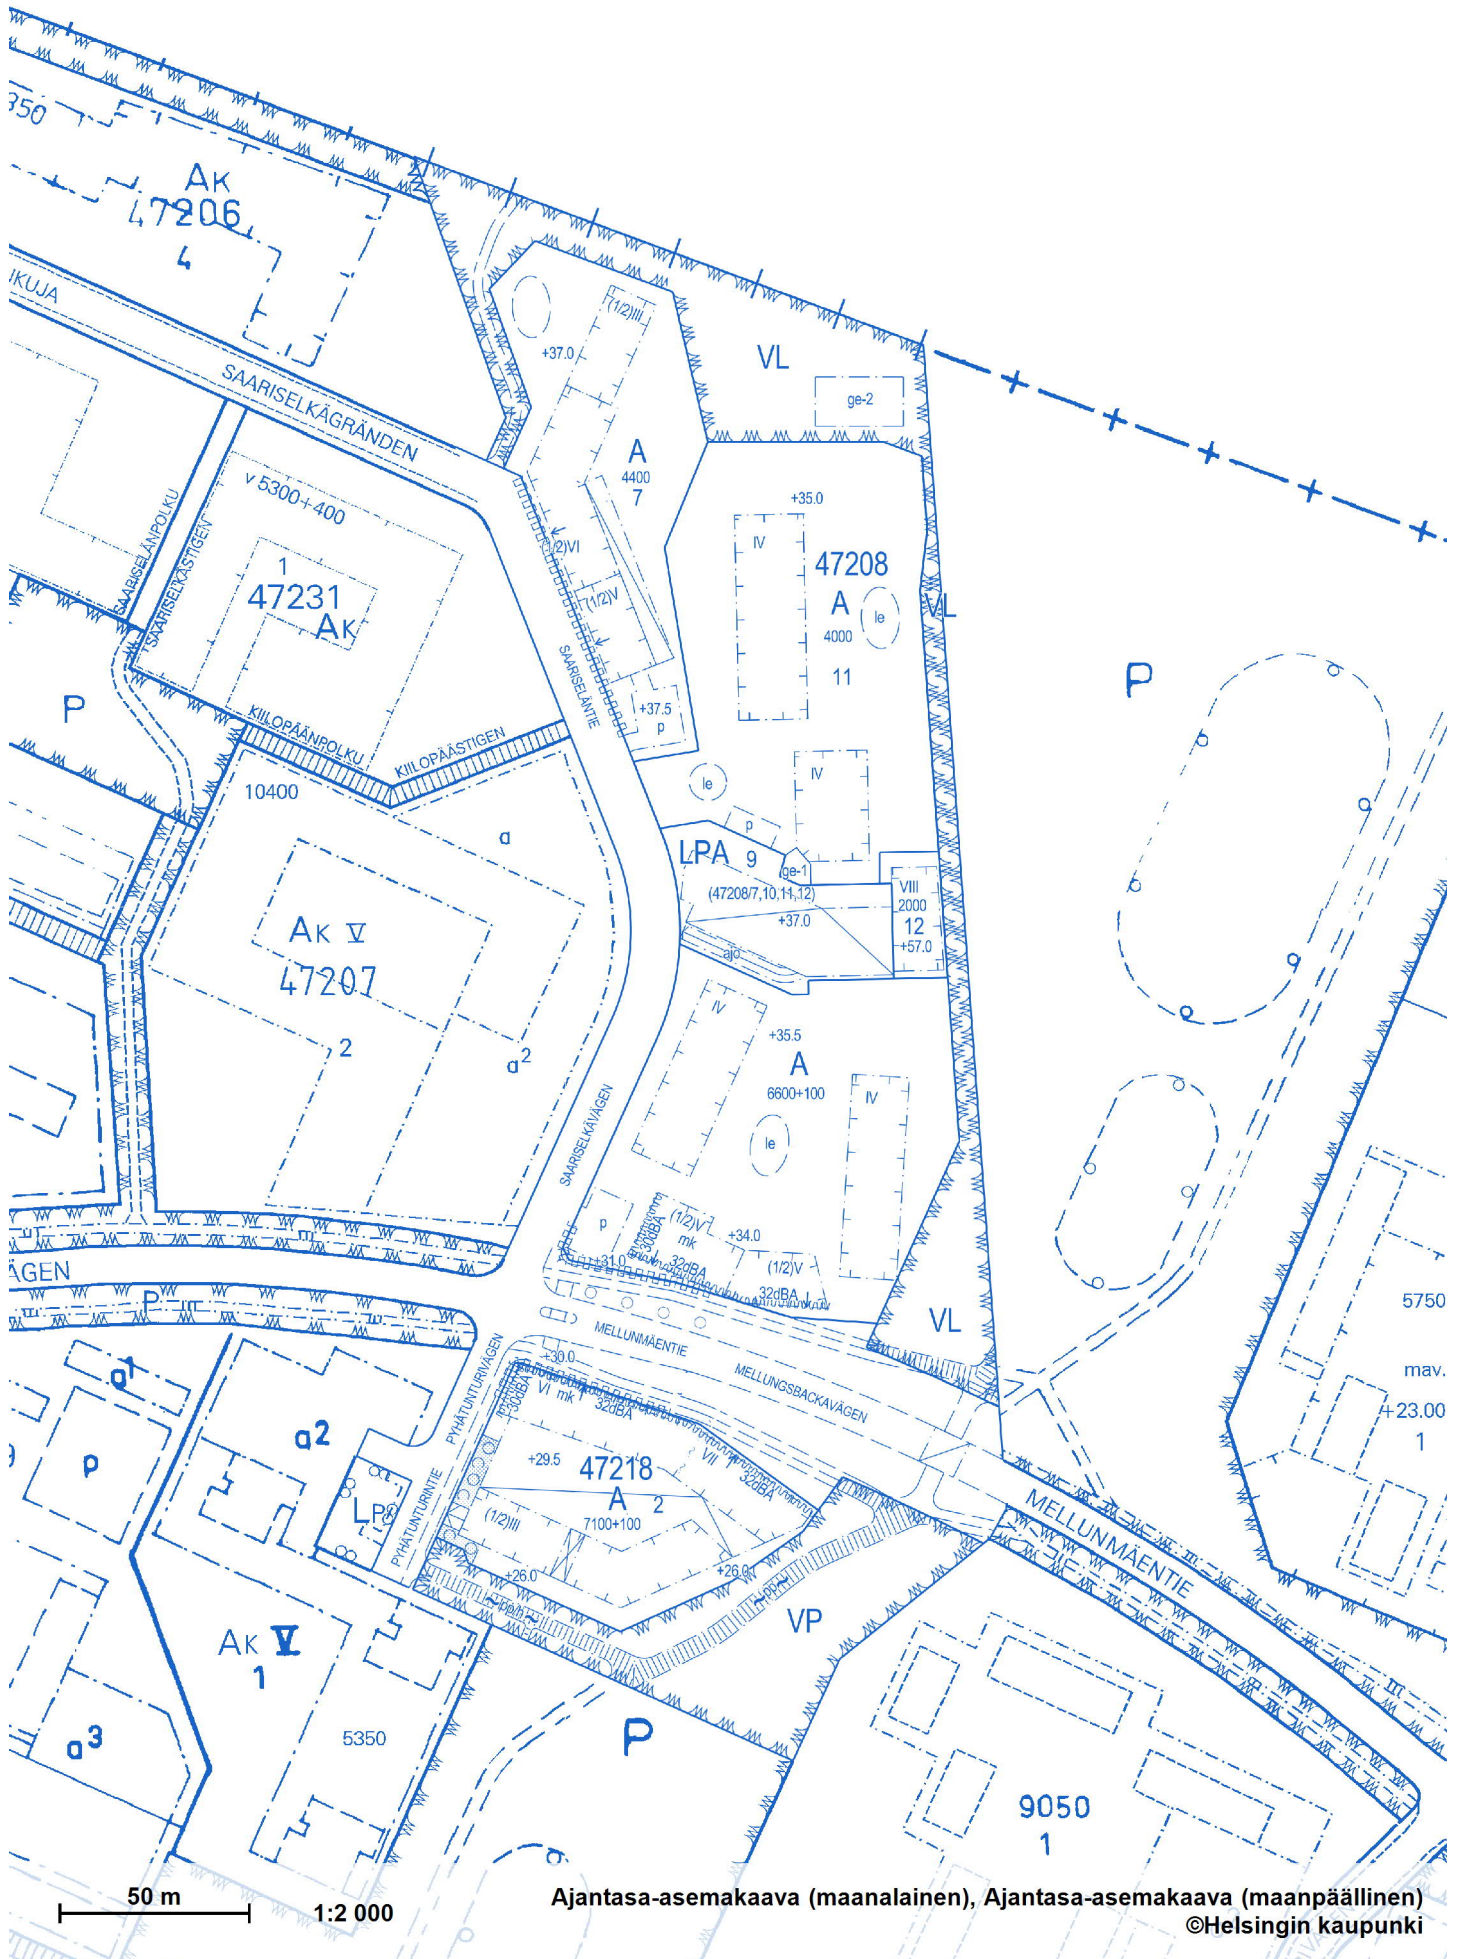 350
AK
47206
4
IKUJA
SAARISELKÄGRÄNDEN
(1/2)III
+37.0
VL
ge-2
A
4400
7
+35.0
IV
47208
A
le
4000
11
VL
v 5300+400
1
47231
AK
SAARISELÄNPOLKU
SAARISELKÄSTIGEN
(1/2)VI
(1/2)V
SAARISELÄNTIE
+37.5
p
P
P
KIILOPÄÄNPOLKU
KIILOPÄÄSTIGEN
10400
le
IV
p
a
LPA 9
ge-1
(47208/7,10,11,12)
+37.0
ajo
VIII
2000
12
+57.0
AK V
47207
2
a²
IV
+35.5
A
6600+100
IV
le
SAARISELKÄVÄGEN
p
(1/2)V
mk
30dBA
+34.0
+31.0
32dBA
(1/2)V
32dBA
ÄGEN
P
VL
5750
mav.
+23.00
1
MELLUNMÄENTIE
MELLUNGSBACKAVÄGEN
PYHÄTUNTURIVÄGEN
PYHÄTUNTURINTIE
+30.0
30dBA
VI mk
32dBA
VII
32dBA
+29.5
47218
A 2
7100+100
(1/2)III
+26.0
+26.0
a1
a2
p
LP
MELLUNMÄENTIE
pp/h
pp
VP
AK V
1
a3
5350
P
9050
1
50 m
1:2 000
Ajantasa-asemakaava (maanalainen), Ajantasa-asemakaava (maanpäällinen)
©Helsingin kaupunki